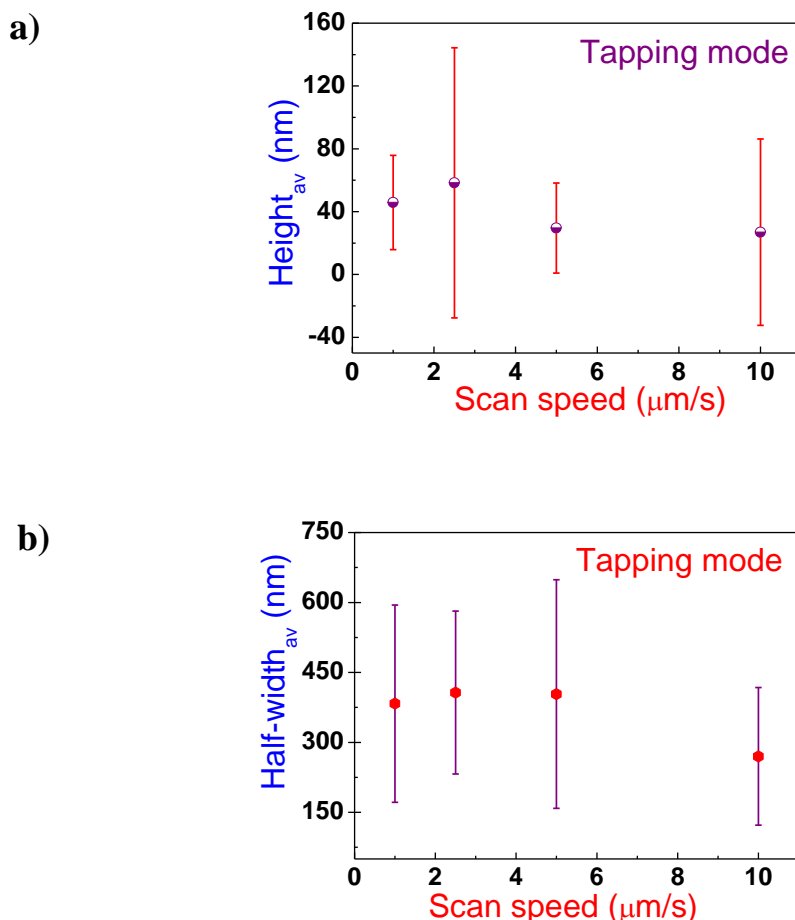 a)
160
Tapping mode
120
80
40
0
-40
Height_av (nm)
0 2 4 6 8 10
Scan speed (μm/s)
b)
750
Tapping mode
600
450
300
150
Half-width_av (nm)
0 2 4 6 8 10
Scan speed (μm/s)